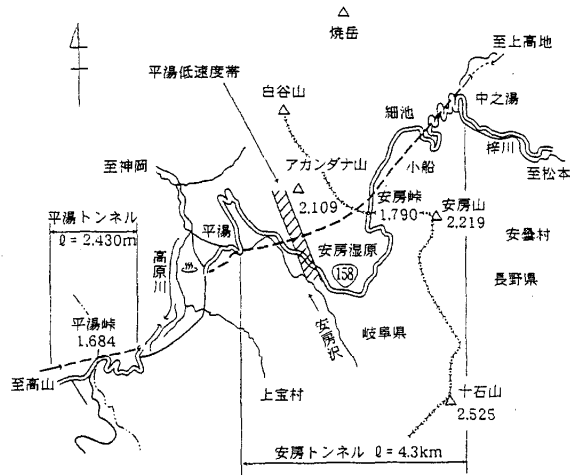 焼岳
至上高地
平湯低速度帯
白谷山
細池
中之湯
梓川
至松本
アカンダナ山
2.109
小船
至神岡
安房峠
1.790
安房山
2.219
平湯トンネル
ℓ=2,430m
平湯
安房湿原
安曇村
高原川
158
長野県
平湯峠
1.684
安房沢
岐阜県
至高山
上宝村
十石山
2.525
安房トンネル ℓ=4.3km